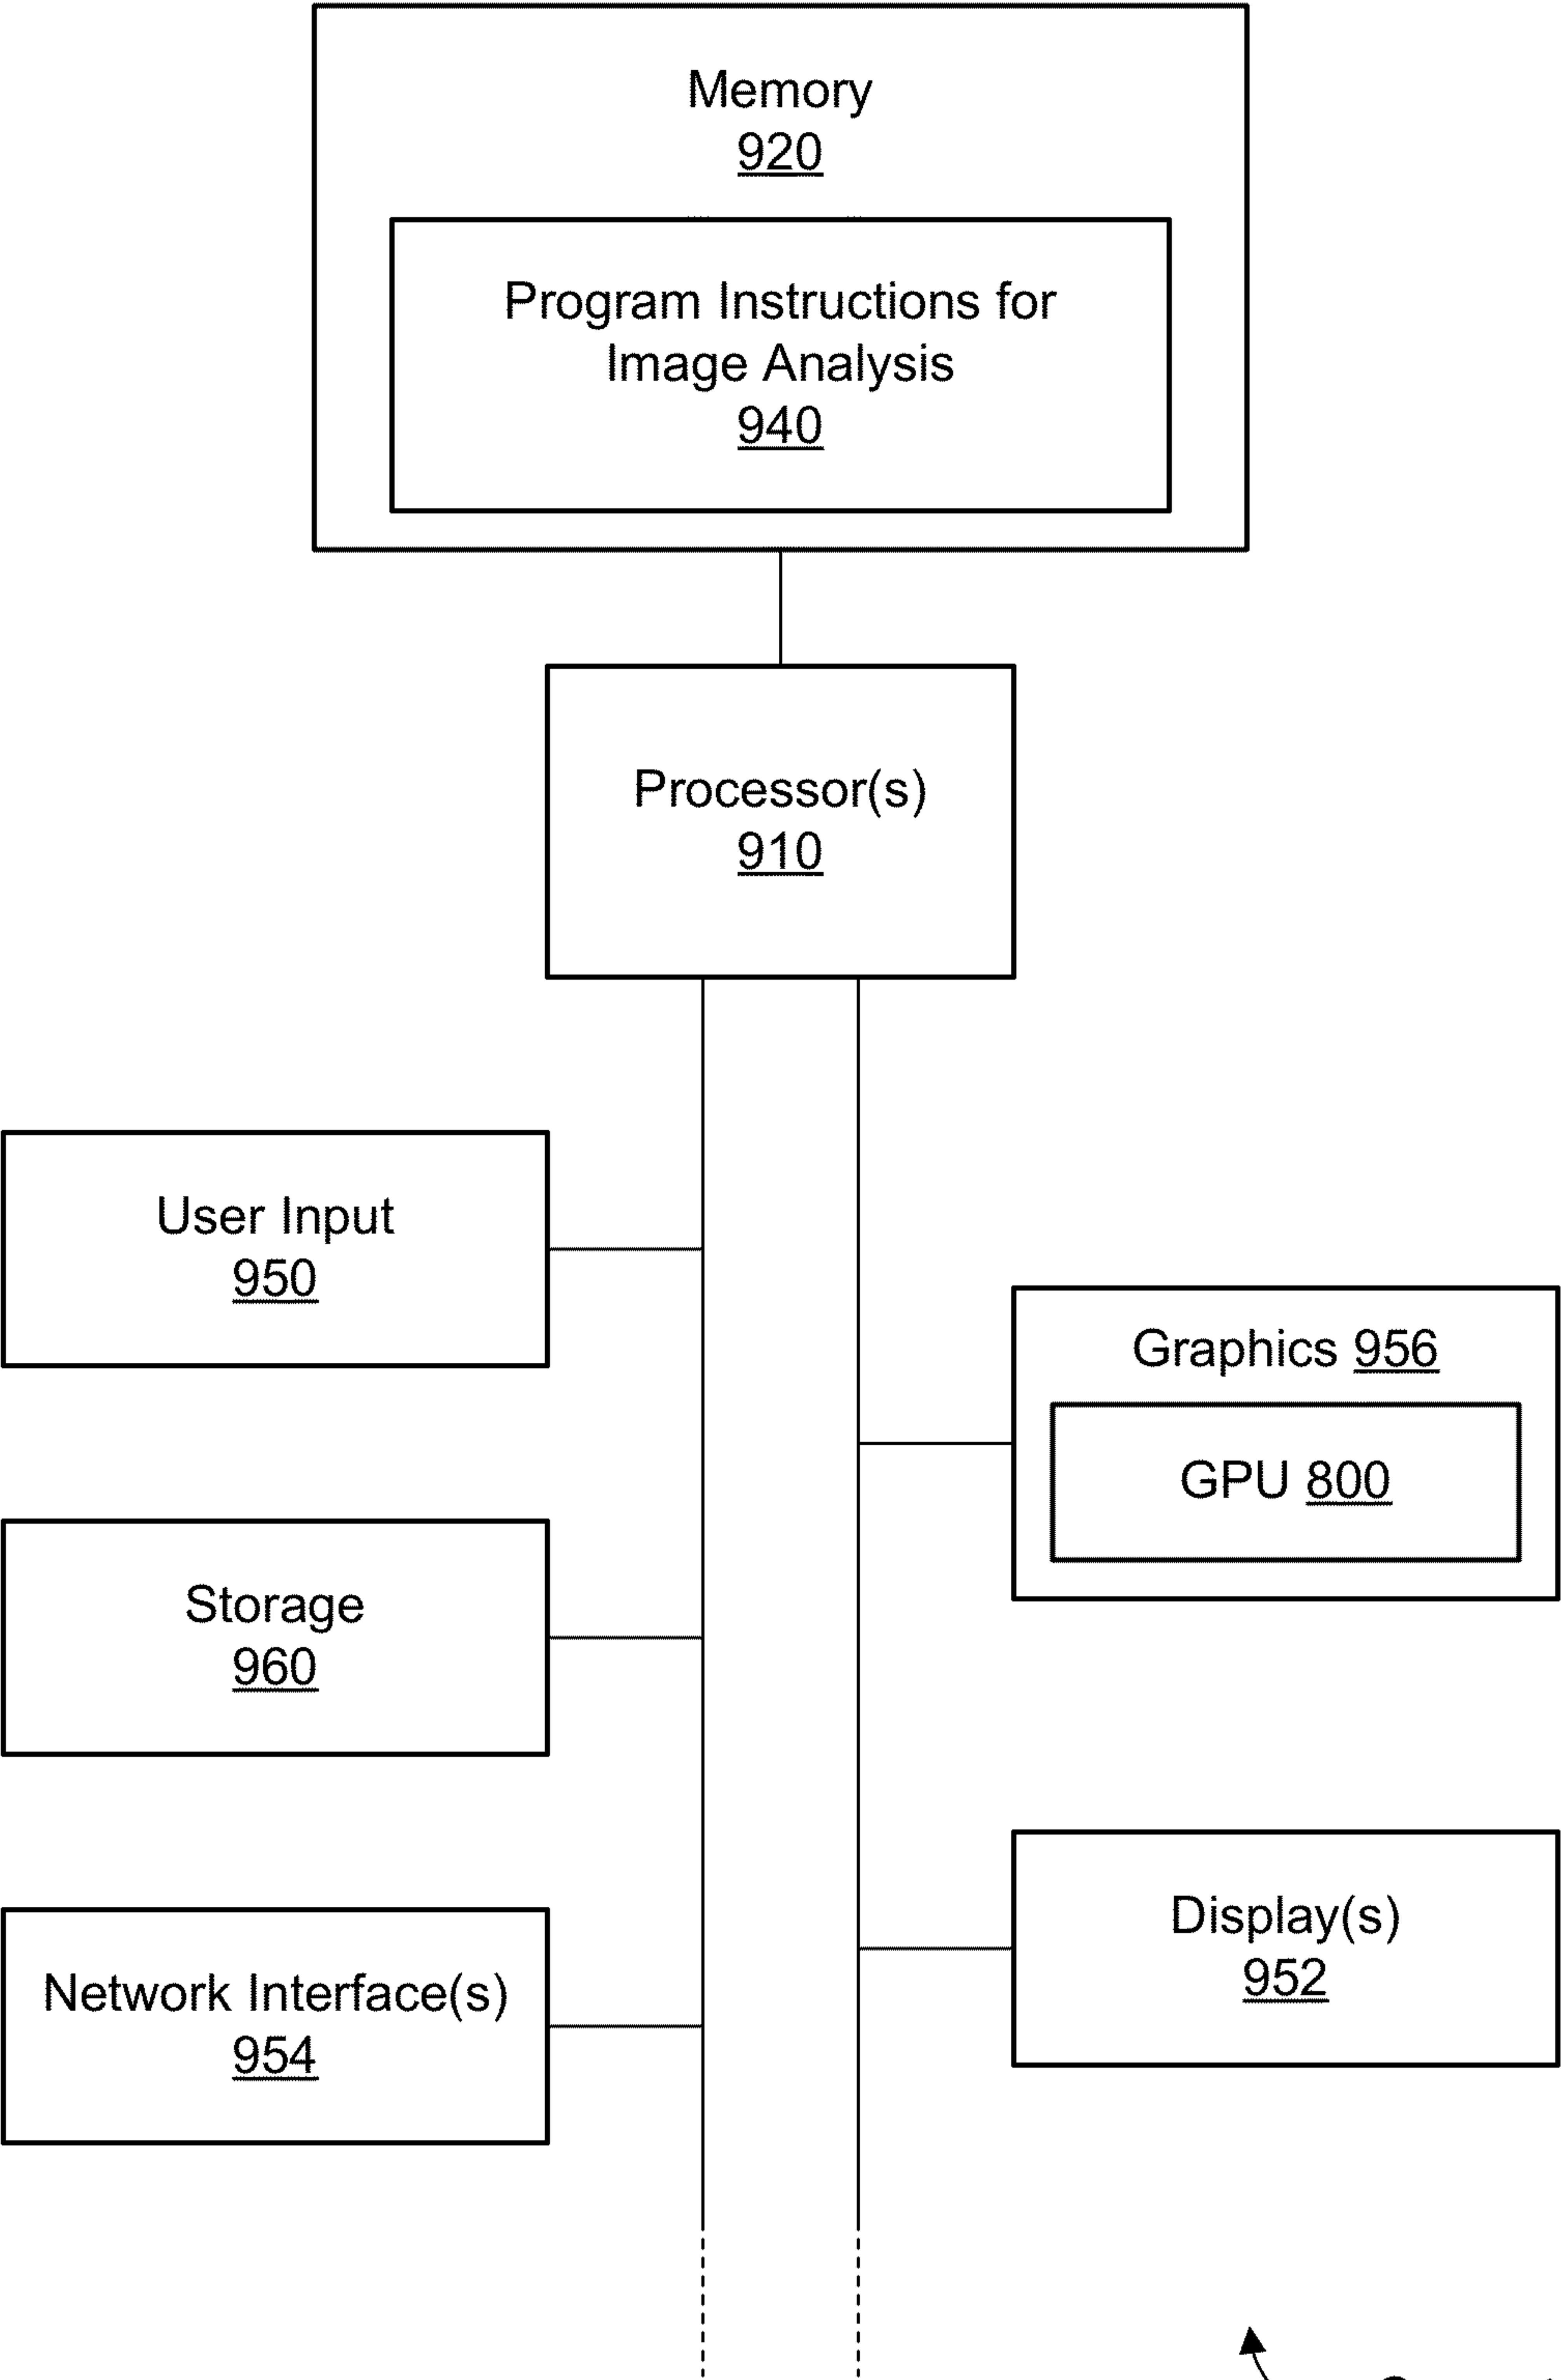 Memory
920
Program Instructions for
Image Analysis
940
Processor(s)
910
User Input
950
Graphics 956
GPU 800
Storage
960
Display(s)
952
Network Interface(s)
954